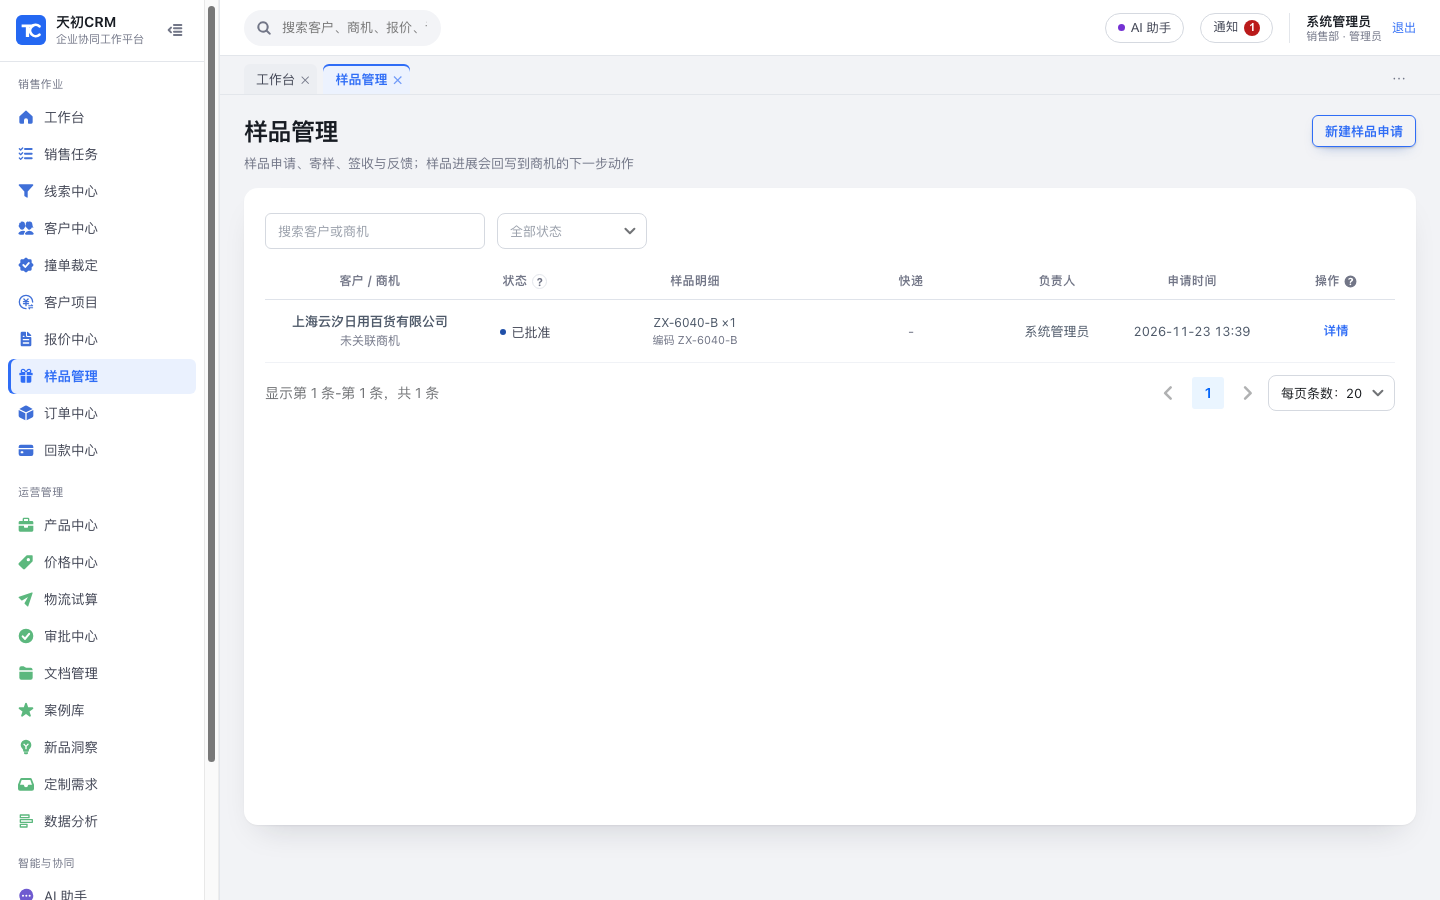 天初CRM
企业协同工作平台
销售作业
工作台
销售任务
线索中心
客户中心
撞单裁定
客户项目
报价中心
样品管理
订单中心
回款中心
运营管理
产品中心
价格中心
物流试算
审批中心
文档管理
案例库
新品洞察
定制需求
数据分析
智能与协同
AI 助手
搜索客户、商机、报价、
AI 助手
通知 1
系统管理员
销售部 · 管理员
退出
工作台
样品管理
样品管理
样品申请、寄样、签收与反馈；样品进展会回写到商机的下一步动作
新建样品申请
搜索客户或商机
全部状态
客户 / 商机 状态 ? 样品明细 快递 负责人 申请时间 操作 ?
上海云汐日用百货有限公司
未关联商机
已批准
ZX-6040-B ×1
编码 ZX-6040-B
-
系统管理员
2026-11-23 13:39
详情
显示第 1 条-第 1 条，共 1 条
1
每页条数：20